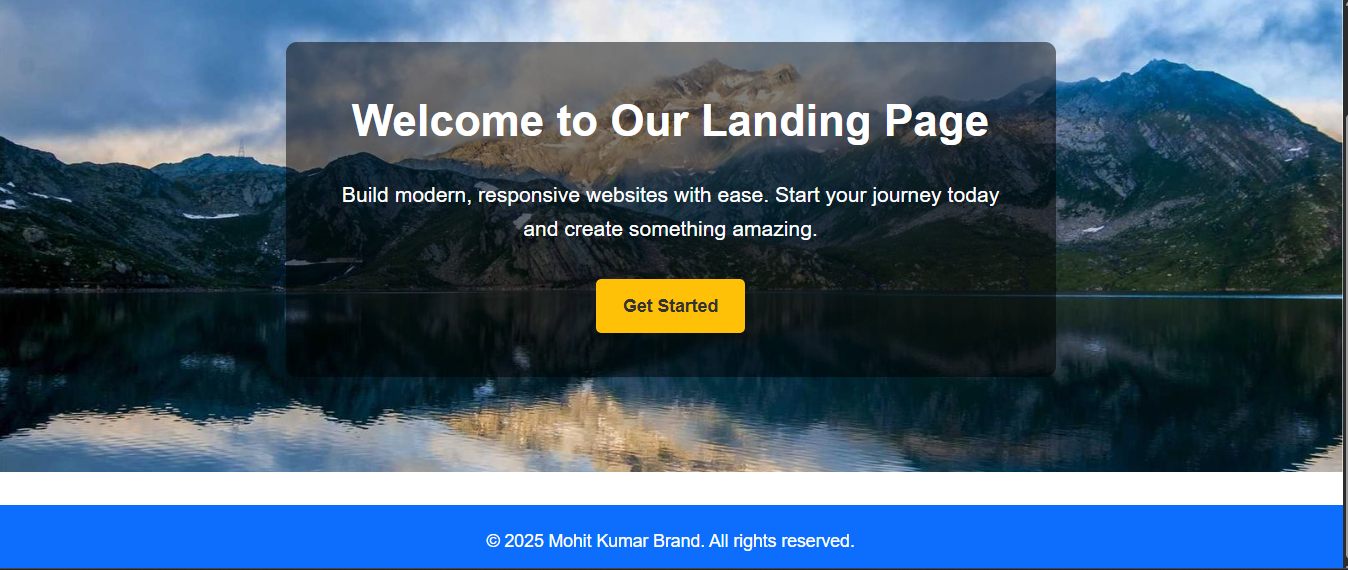 Welcome to Our Landing Page
Build modern, responsive websites with ease. Start your journey today
and create something amazing.
Get Started
© 2025 Mohit Kumar Brand. All rights reserved.